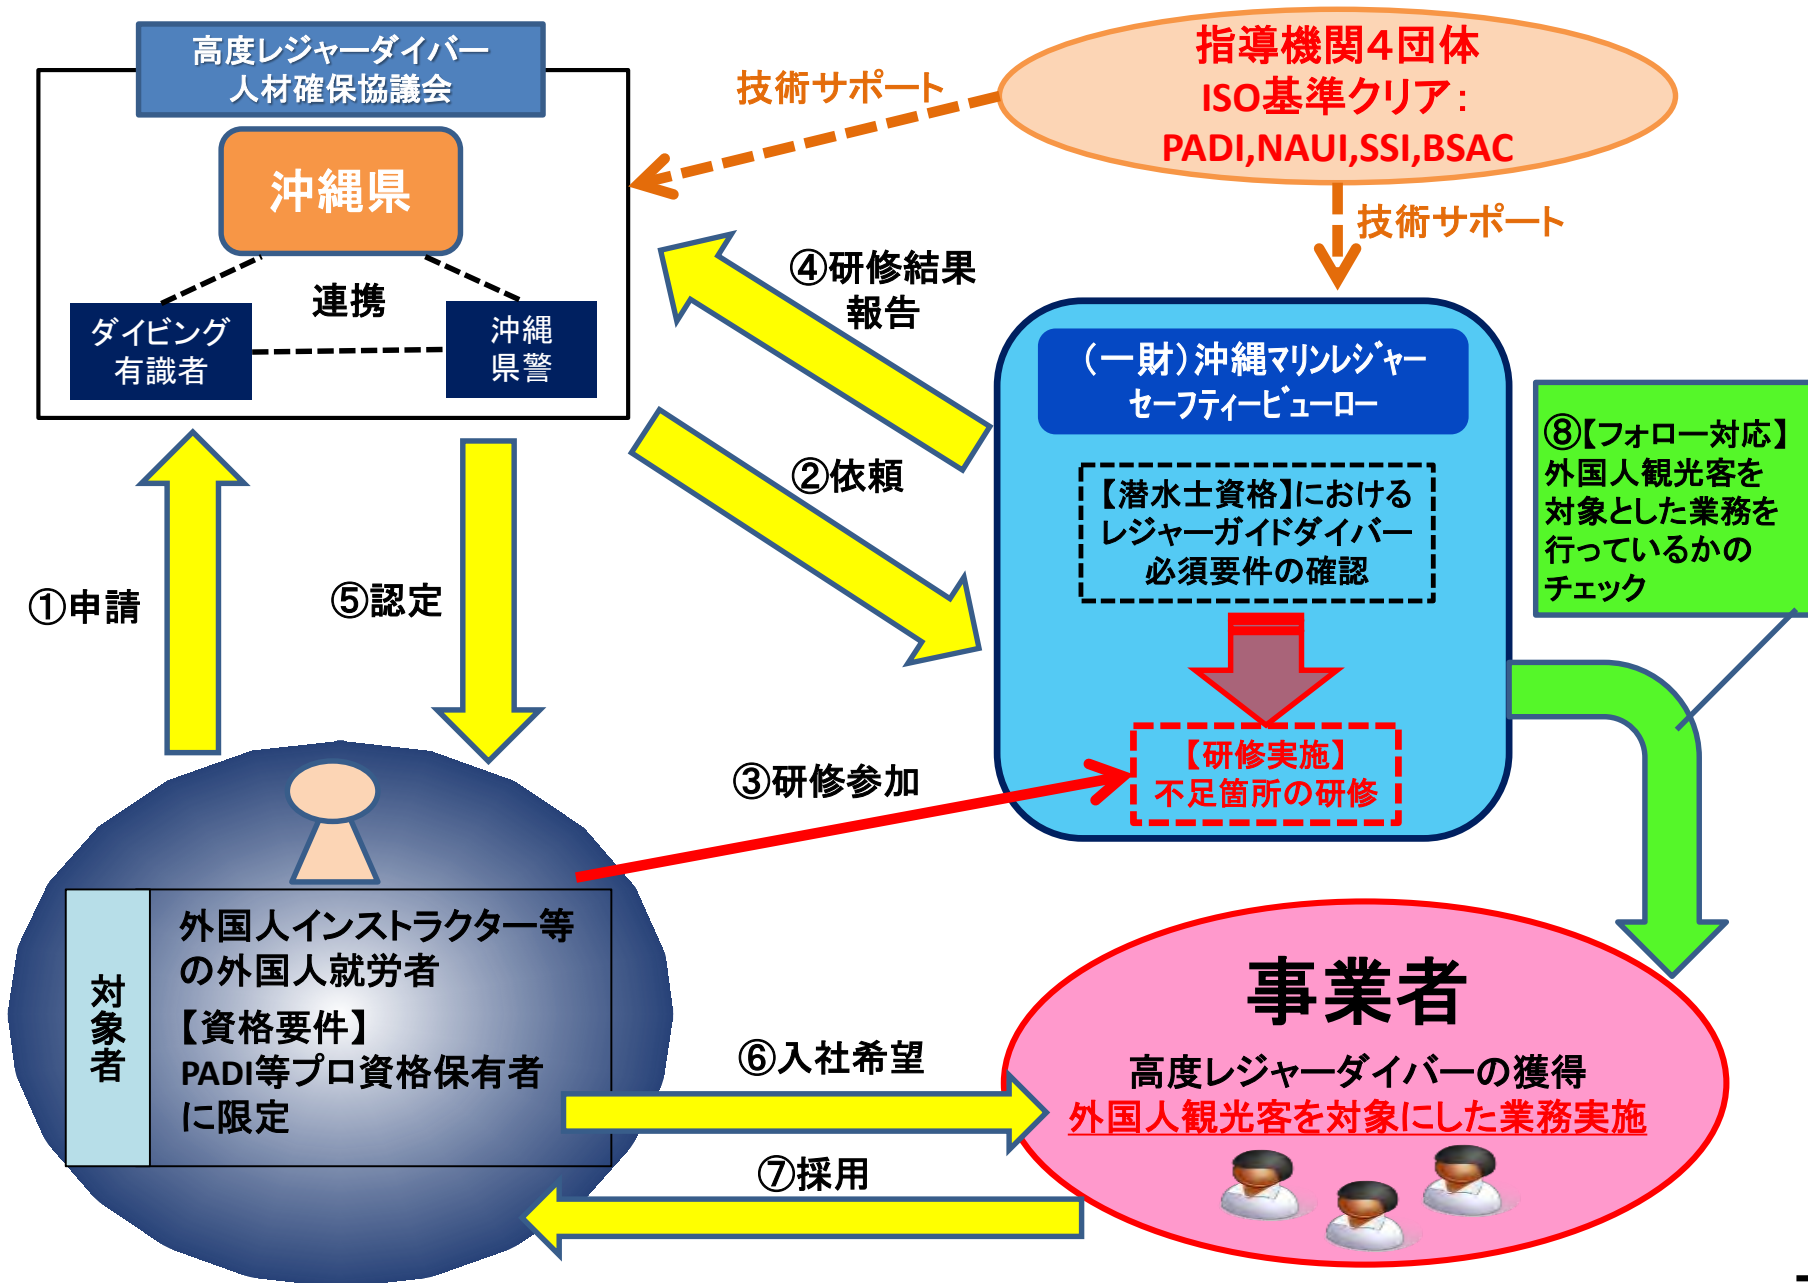 高度レジャーダイバー
人材確保協議会
沖縄県
連携
ダイビング
有識者
沖縄
県警
技術サポート
指導機関4団体
ISO基準クリア：
PADI,NAUI,SSI,BSAC
技術サポート
④研修結果
報告
②依頼
（一財）沖縄マリンレジャー
セーフティービューロー
【潜水士資格】における
レジャーガイドダイバー
必須要件の確認
【研修実施】
不足箇所の研修
⑧【フォロー対応】
外国人観光客を
対象とした業務を
行っているかの
チェック
①申請
⑤認定
③研修参加
対象者
外国人インストラクター等
の外国人就労者
【資格要件】
PADI等プロ資格保有者
に限定
⑥入社希望
⑦採用
事業者
高度レジャーダイバーの獲得
外国人観光客を対象にした業務実施